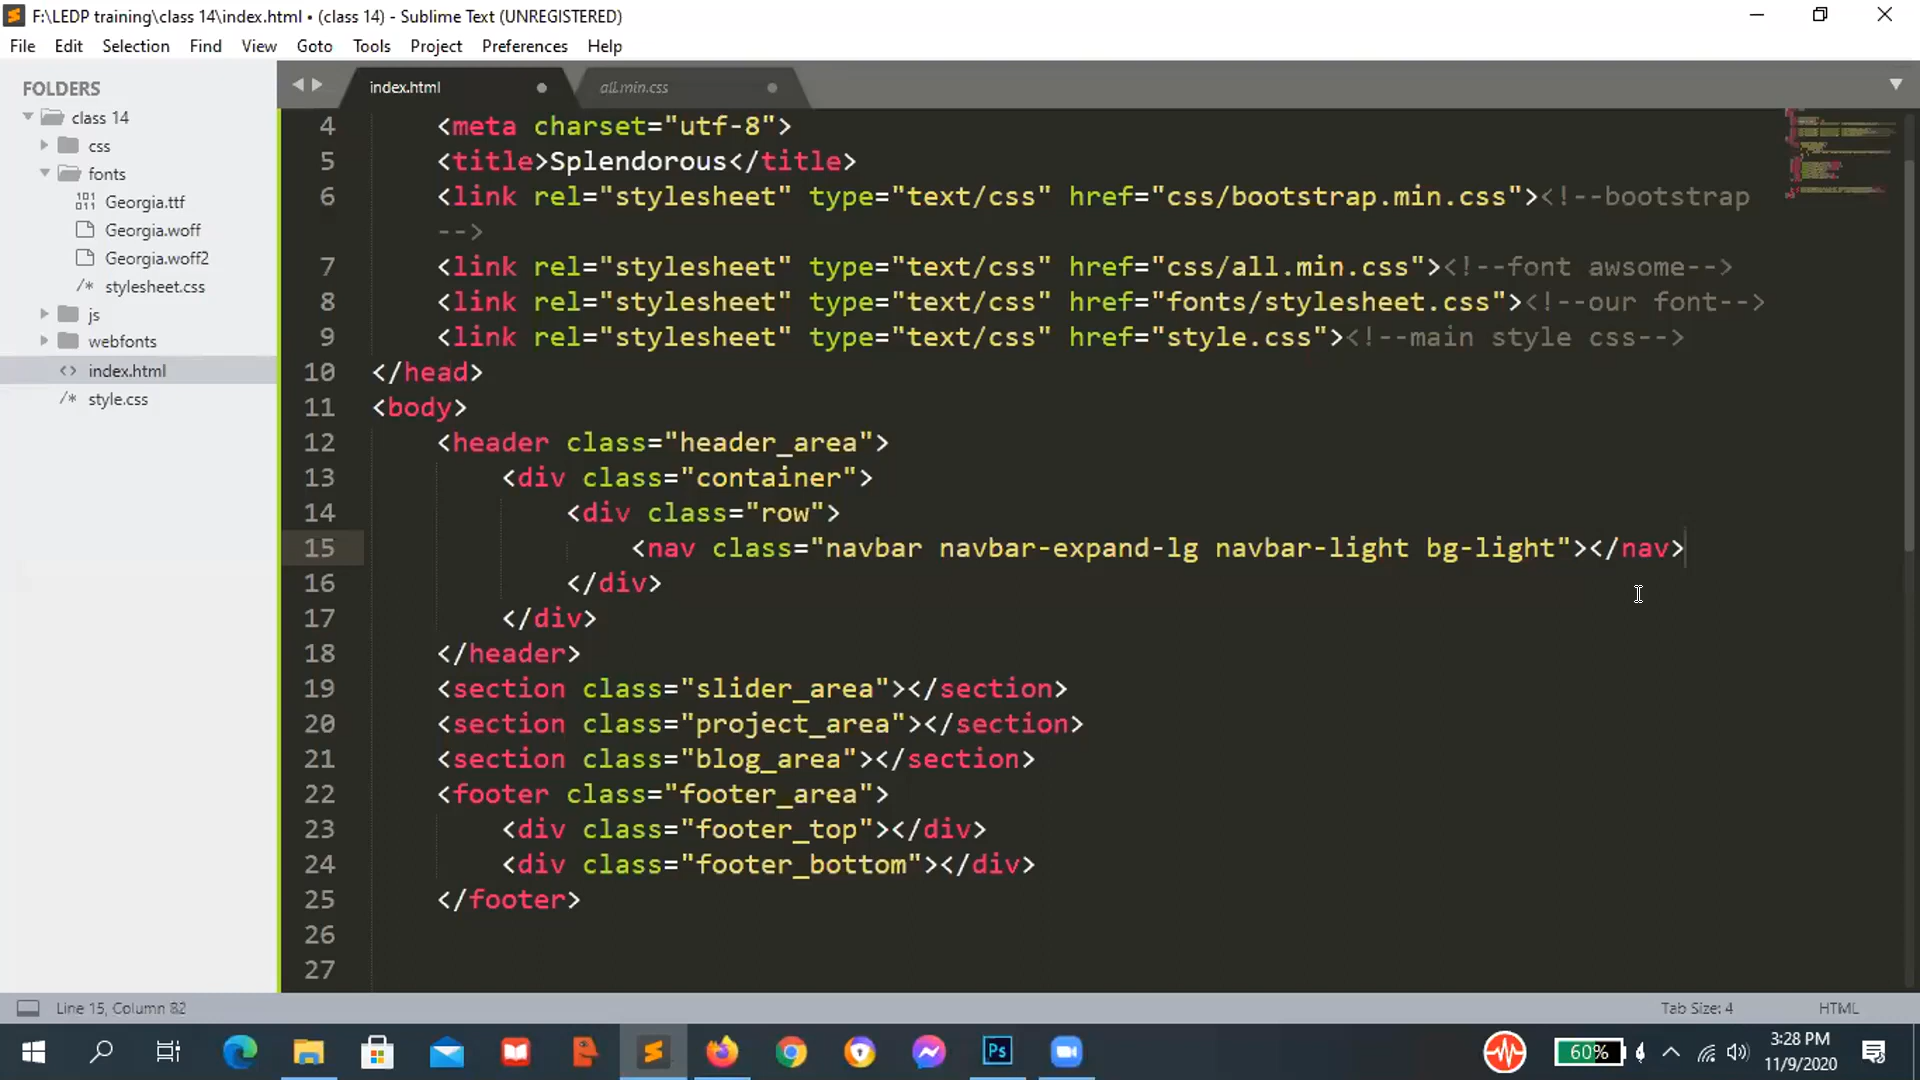 F:\LEDP training\class 14\index.html • (class 14) - Sublime Text (UNREGISTERED)
File Edit Selection Find View Goto Tools Project Preferences Help
FOLDERS
class 14
css
fonts
Georgia.ttf
Georgia.woff
Georgia.woff2
/* stylesheet.css
js
webfonts
<> index.html
/* style.css
index.html all.min.css
4 <meta charset="utf-8">
5 <title>Splendorous</title>
6 <link rel="stylesheet" type="text/css" href="css/bootstrap.min.css"><!--bootstrap
-->
7 <link rel="stylesheet" type="text/css" href="css/all.min.css"><!--font awsome-->
8 <link rel="stylesheet" type="text/css" href="fonts/stylesheet.css"><!--our font-->
9 <link rel="stylesheet" type="text/css" href="style.css"><!--main style css-->
10 </head>
11 <body>
12 <header class="header_area">
13 <div class="container">
14 <div class="row">
15 <nav class="navbar navbar-expand-lg navbar-light bg-light"></nav>
16 </div>
17 </div>
18 </header>
19 <section class="slider_area"></section>
20 <section class="project_area"></section>
21 <section class="blog_area"></section>
22 <footer class="footer_area">
23 <div class="footer_top"></div>
24 <div class="footer_bottom"></div>
25 </footer>
26
27
Line 15, Column 82 Tab Size: 4 HTML
Ps 60% 3:28 PM
11/9/2020